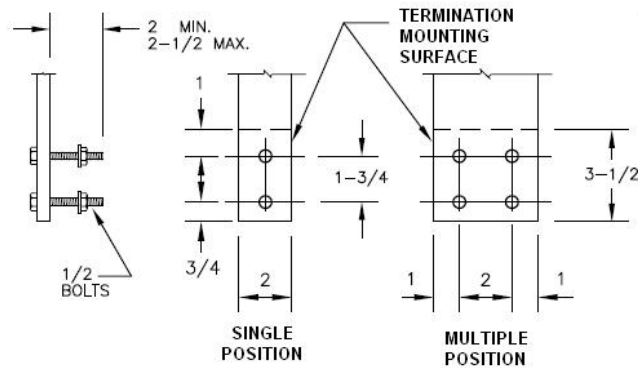 2 MIN.
2-1/2 MAX.
TERMINATION
MOUNTING
SURFACE
1
1-3/4
3-1/2
3/4
1/2
BOLTS
2
1
2
1
SINGLE
POSITION
MULTIPLE
POSITION